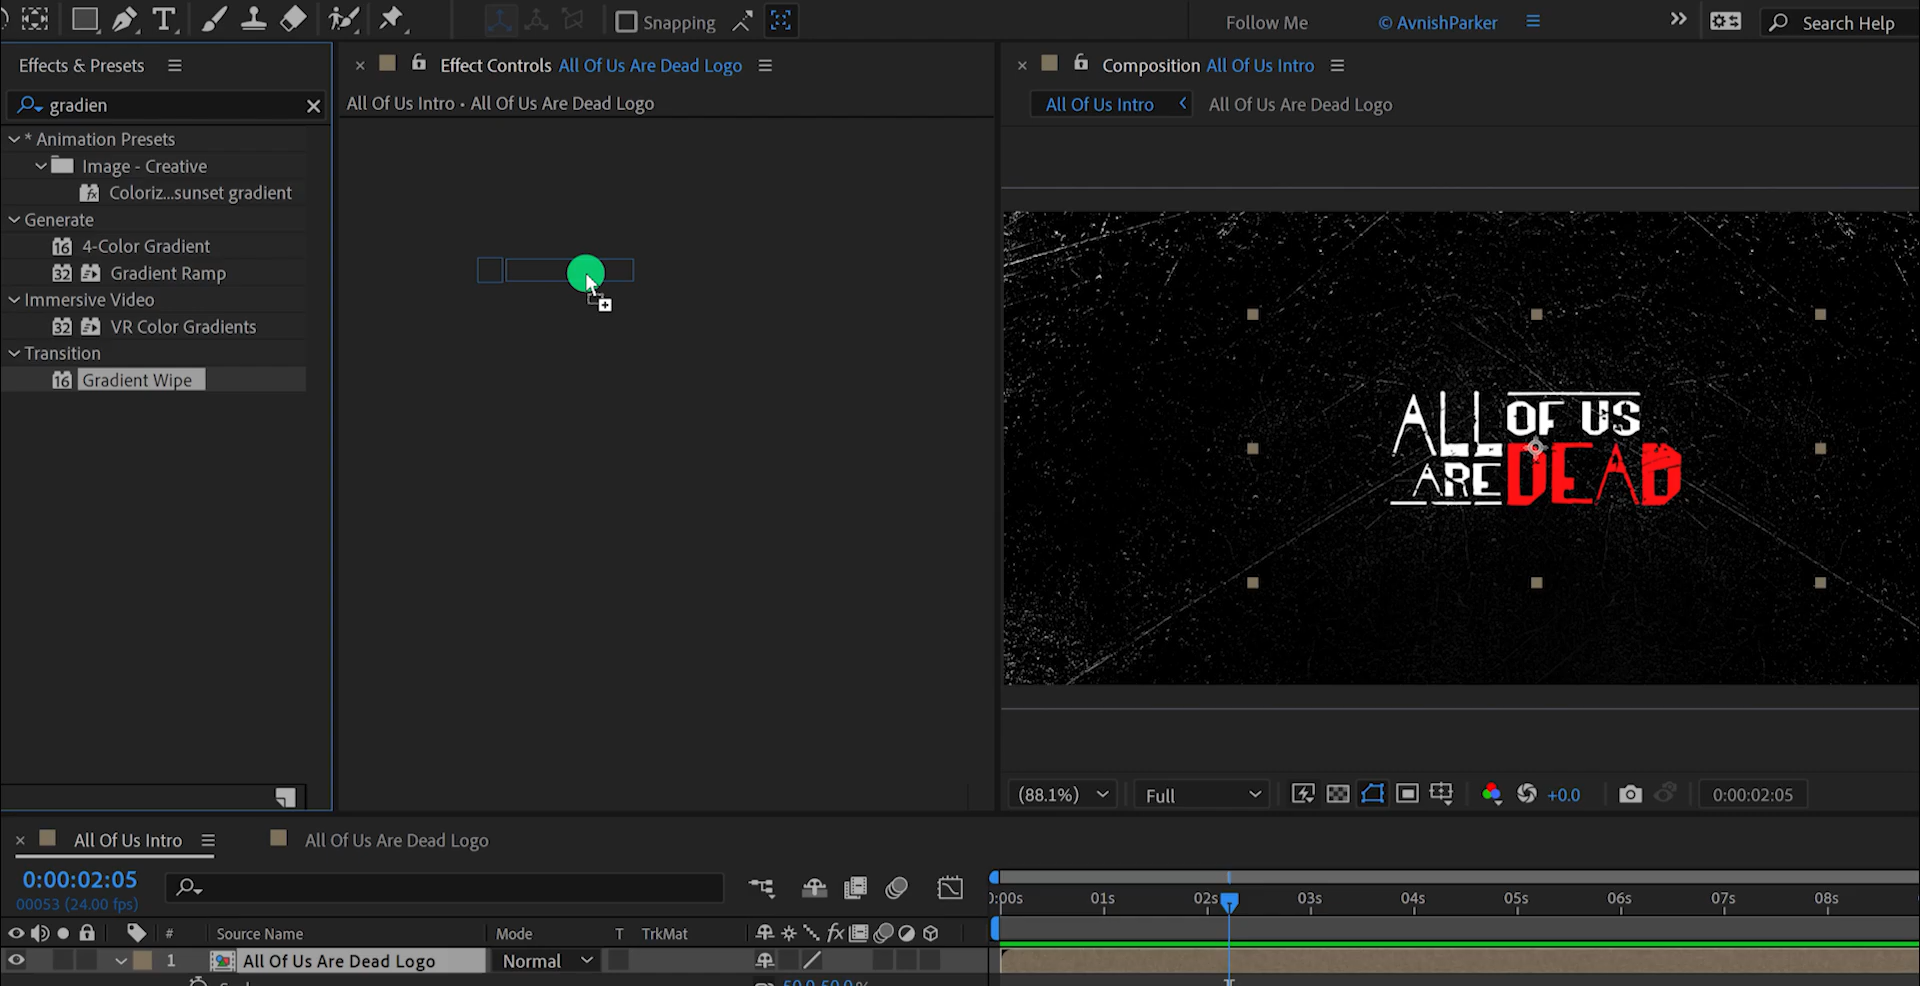 Snapping
Follow Me
© AvnishParker
Search Help
Effects & Presets
Effect Controls All Of Us Are Dead Logo
Composition All Of Us Intro
gradien
All Of Us Intro • All Of Us Are Dead Logo
All Of Us Intro
All Of Us Are Dead Logo
* Animation Presets
Image - Creative
Coloriz...sunset gradient
Generate
16 4-Color Gradient
32 Gradient Ramp
Immersive Video
32 VR Color Gradients
Transition
16 Gradient Wipe
ALL OF US
ARE DEAD
(88.1%)
Full
+0.0
0:00:02:05
All Of Us Intro
All Of Us Are Dead Logo
0:00:02:05
00053 (24.00 fps)
0:00s 01s 02s 03s 04s 05s 06s 07s 08s
# Source Name Mode T TrkMat
1 All Of Us Are Dead Logo Normal